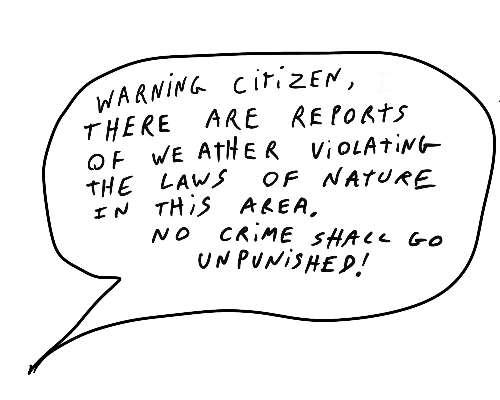 WARNING CITIZEN,
THERE ARE REPORTS
OF WEATHER VIOLATING
THE LAWS OF NATURE
IN THIS AREA.
NO CRIME SHALL GO
UNPUNISHED!